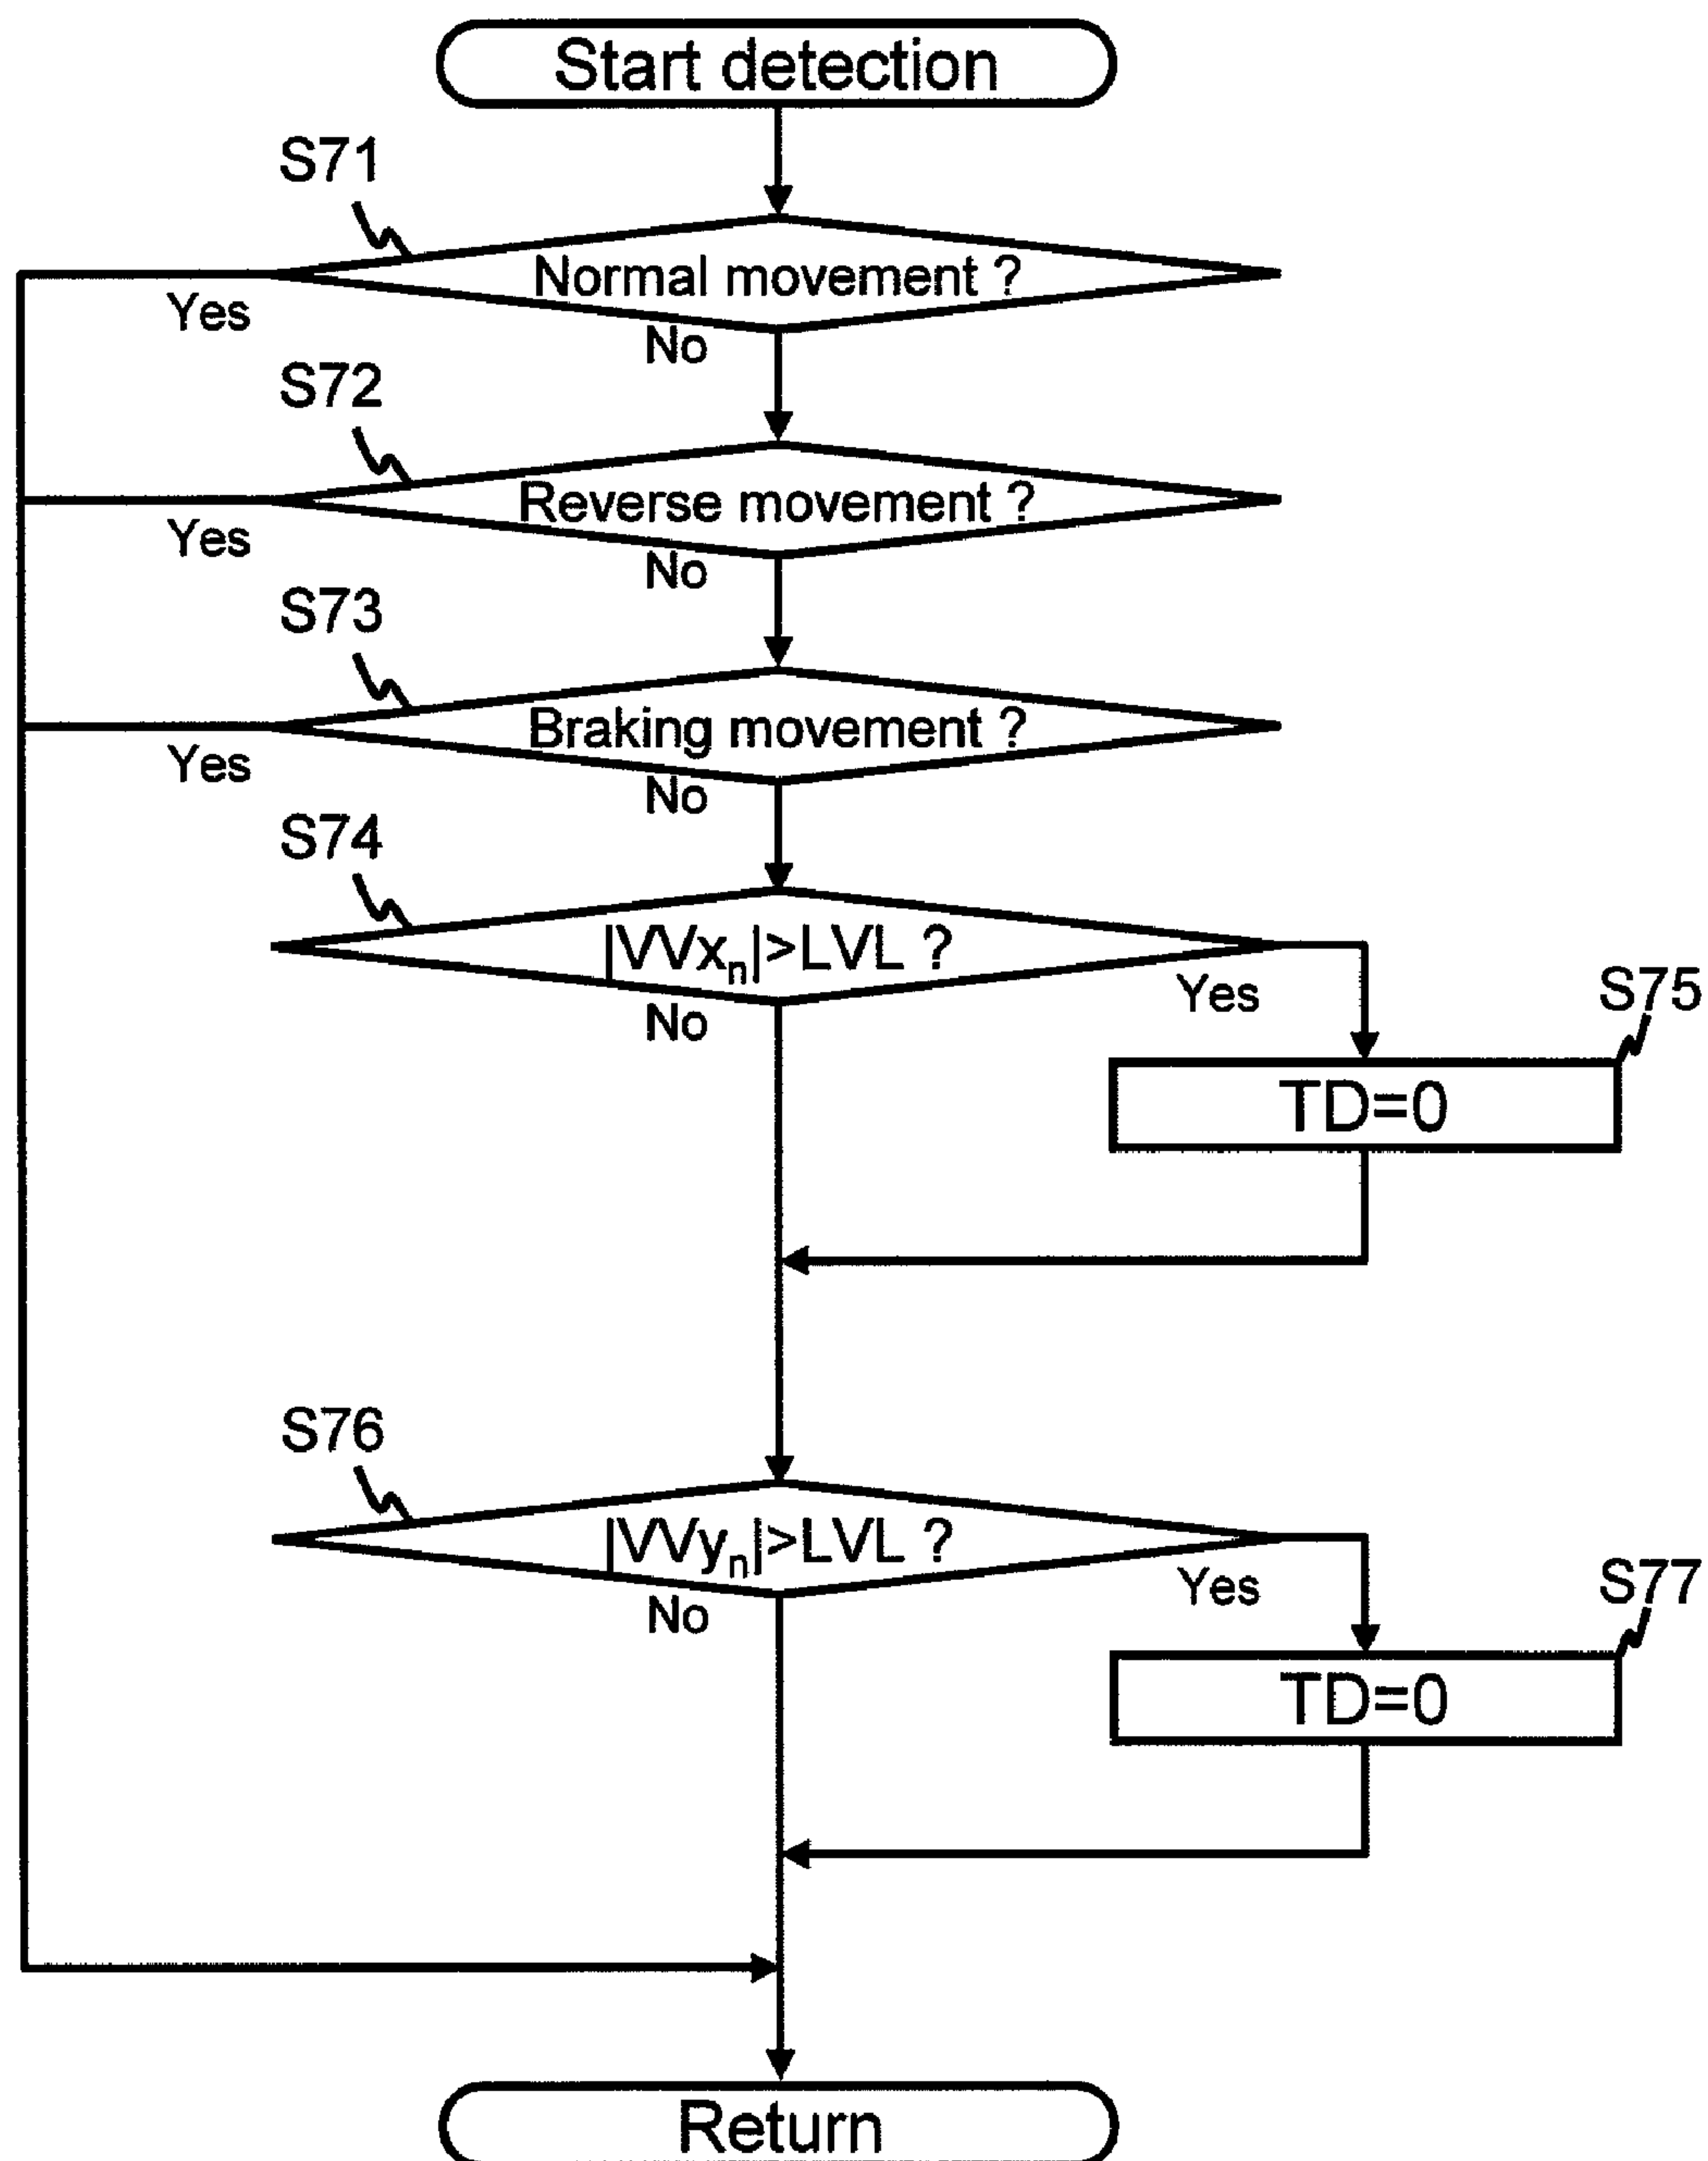 Start detection
S71
Normal movement ?
Yes
No
S72
Reverse movement ?
Yes
No
S73
Braking movement ?
Yes
No
S74
|VVxₙ|>LVL ?
Yes
No
S75
TD=0
S76
|VVyₙ|>LVL ?
Yes
No
S77
TD=0
Return